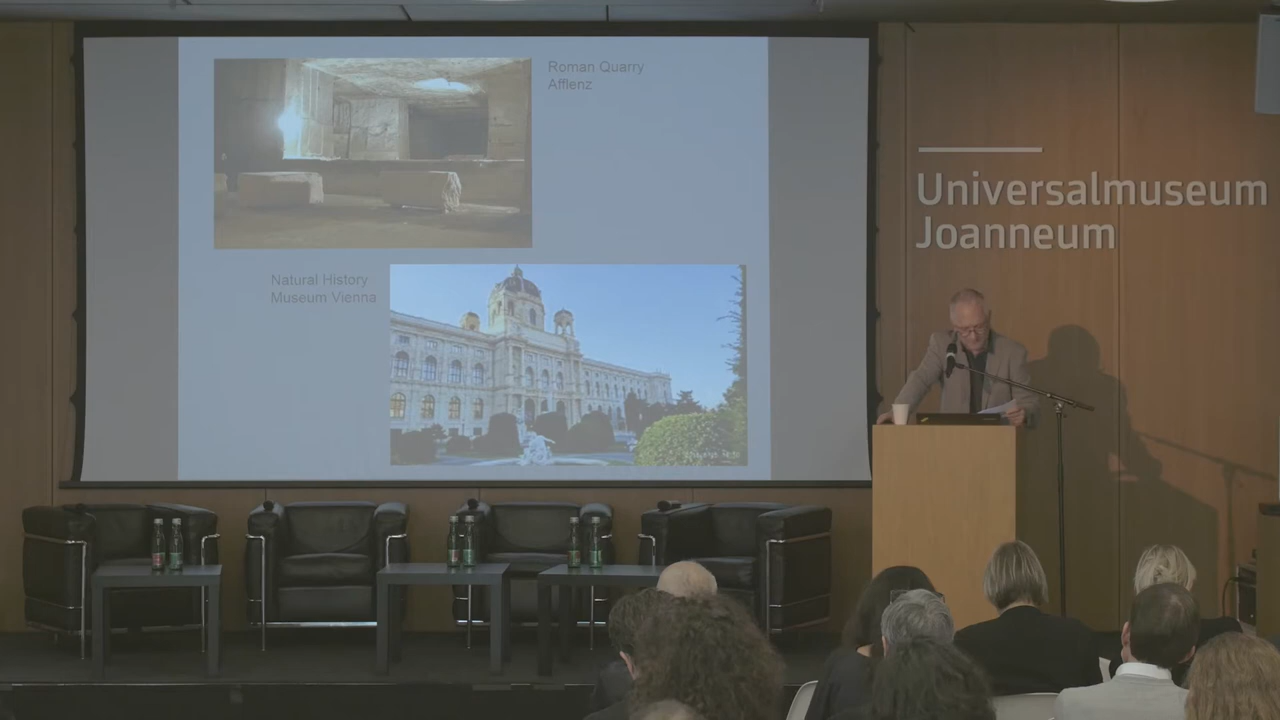 Roman Quarry
Afflenz
Natural History
Museum Vienna
Universalmuseum
Joanneum